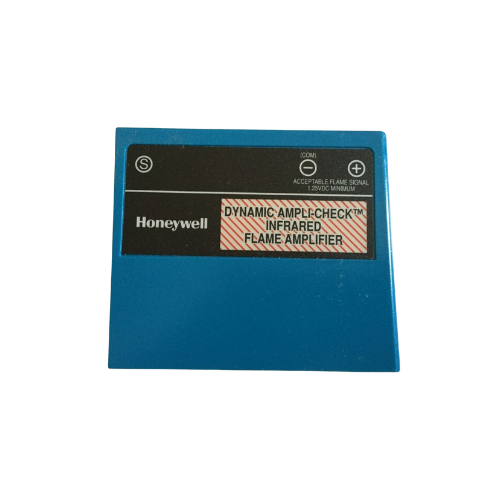 (COM)
S - +
ACCEPTABLE FLAME SIGNAL
1.25VDC MINIMUM
Honeywell
DYNAMIC AMPLI-CHECK™
INFRARED
FLAME AMPLIFIER